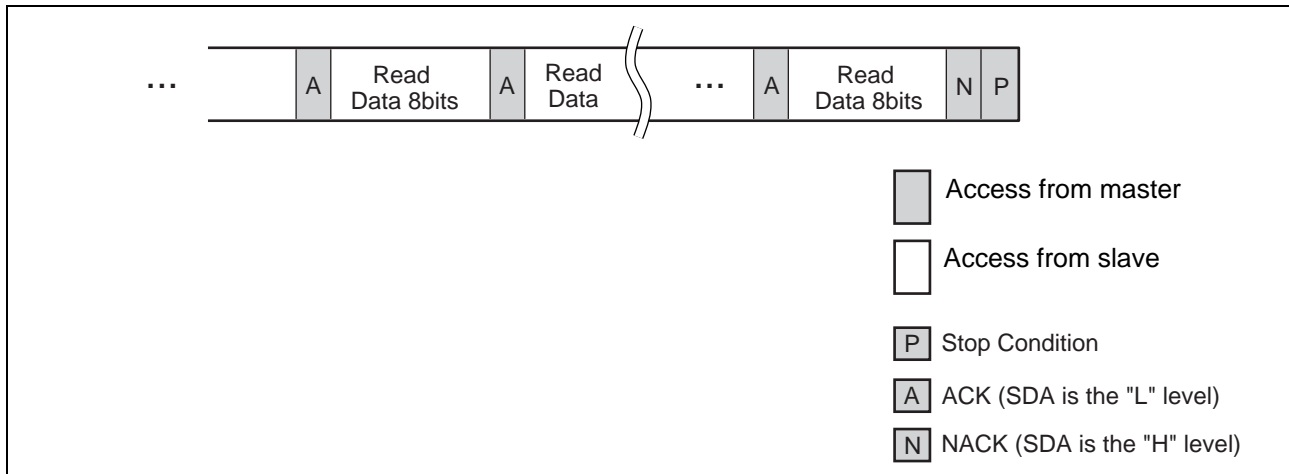 ... A Read Data 8bits A Read Data ... A Read Data 8bits N P
Access from master
Access from slave
P Stop Condition
A ACK (SDA is the "L" level)
N NACK (SDA is the "H" level)